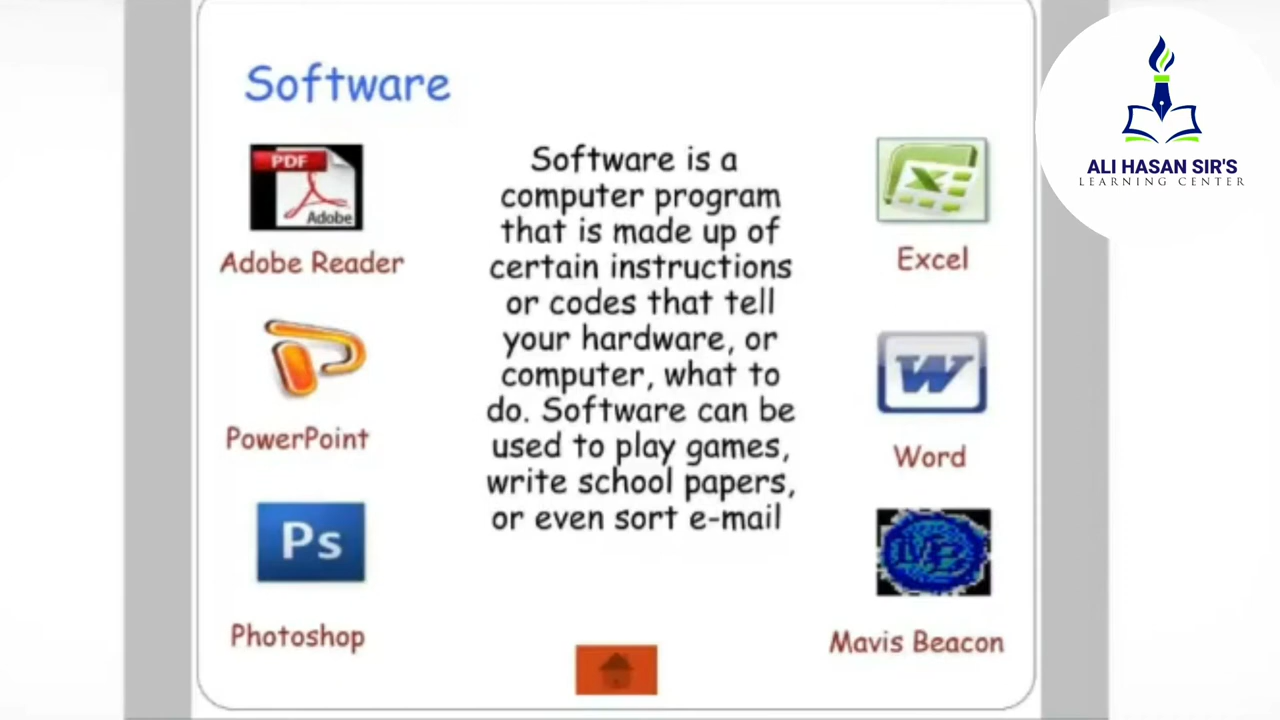 Software
PDF
Adobe
Adobe Reader
PowerPoint
Ps
Photoshop
Software is a
computer program
that is made up of
certain instructions
or codes that tell
your hardware, or
computer, what to
do. Software can be
used to play games,
write school papers,
or even sort e-mail
X
Excel
W
Word
MB
Mavis Beacon
ALI HASAN SIR'S
LEARNING CENTER